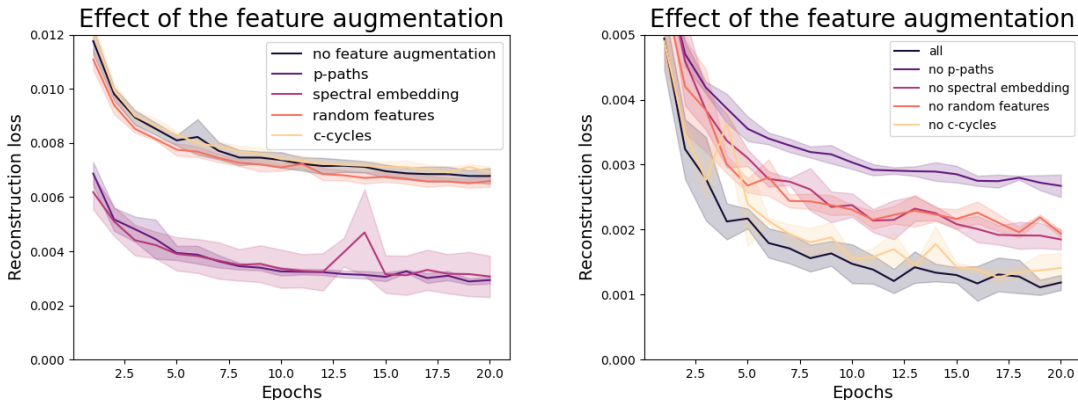 Effect of the feature augmentation
Reconstruction loss
0.012
0.010
0.008
0.006
0.004
0.002
0.000
no feature augmentation
p-paths
spectral embedding
random features
c-cycles
2.5
5.0
7.5
10.0
12.5
15.0
17.5
20.0
Epochs
Effect of the feature augmentation
Reconstruction loss
0.005
0.004
0.003
0.002
0.001
0.000
all
no p-paths
no spectral embedding
no random features
no c-cycles
2.5
5.0
7.5
10.0
12.5
15.0
17.5
20.0
Epochs